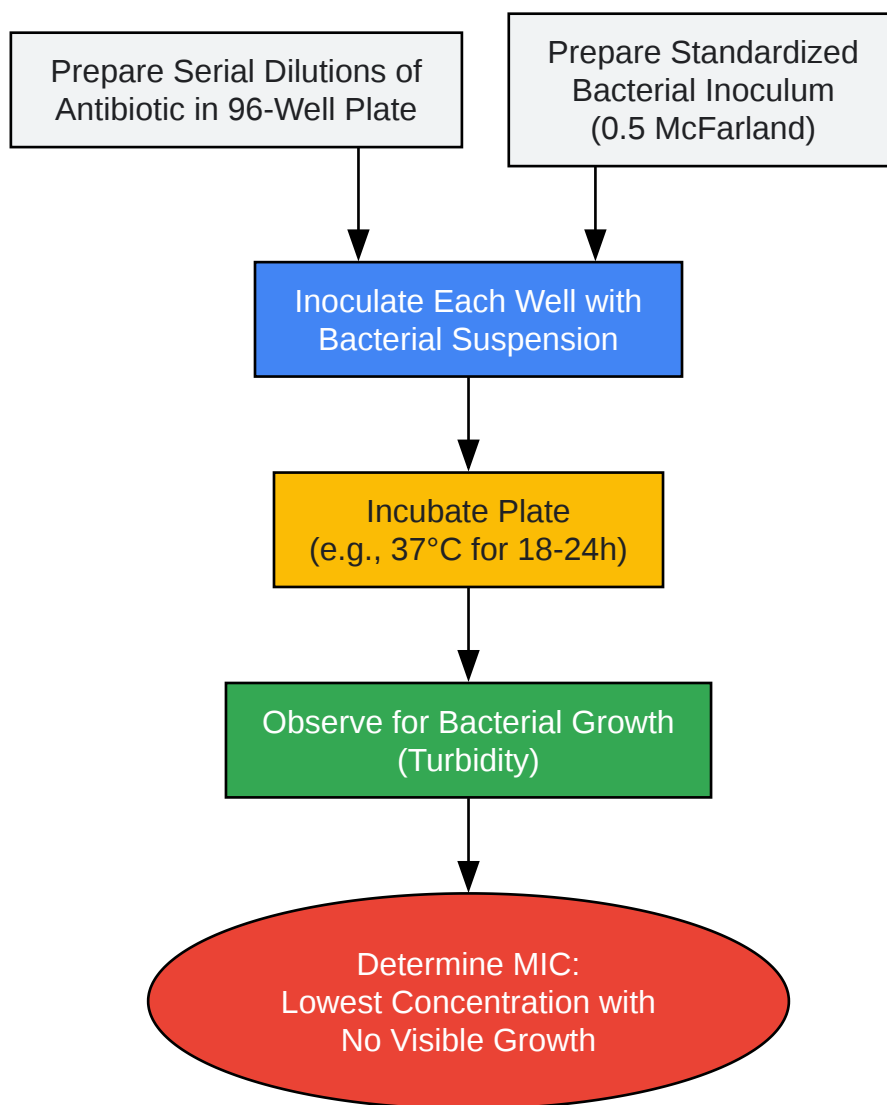 Prepare Serial Dilutions of
Antibiotic in 96-Well Plate
Prepare Standardized
Bacterial Inoculum
(0.5 McFarland)
Inoculate Each Well with
Bacterial Suspension
Incubate Plate
(e.g., 37°C for 18-24h)
Observe for Bacterial Growth
(Turbidity)
Determine MIC:
Lowest Concentration with
No Visible Growth